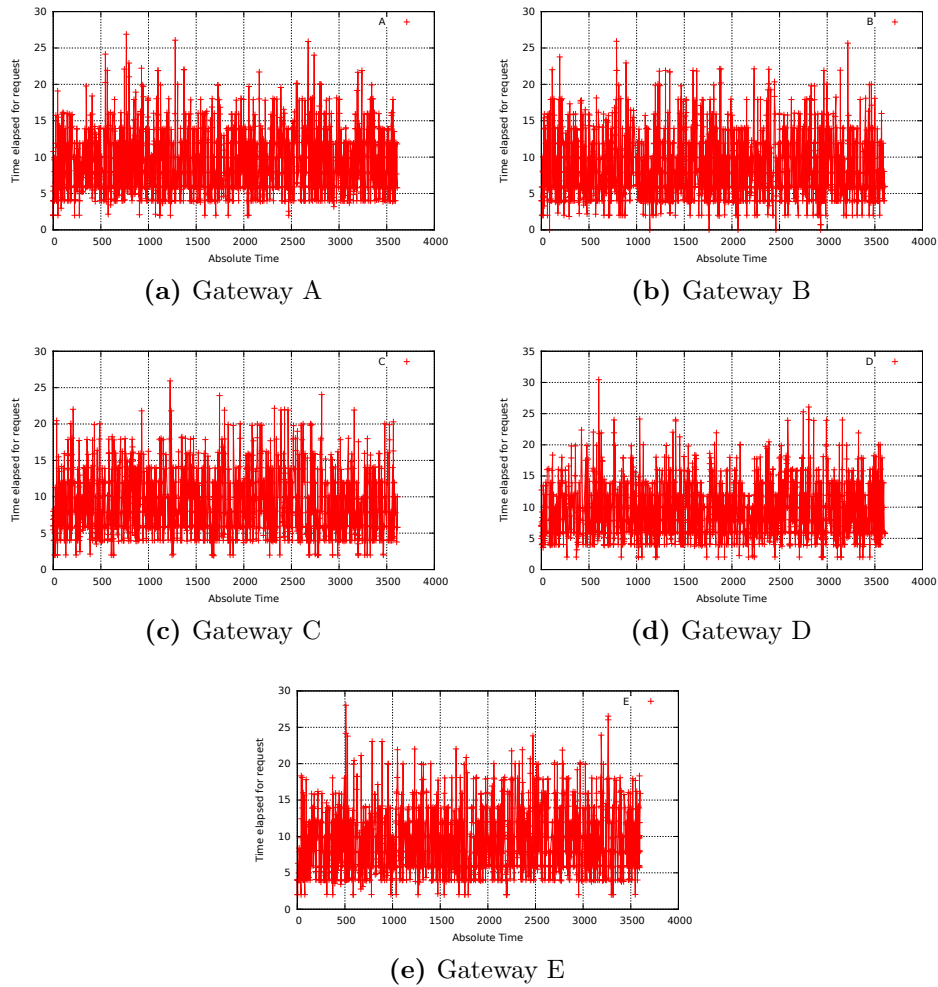 A
Time elapsed for request
30
25
20
15
10
5
0
0 500 1000 1500 2000 2500 3000 3500 4000
Absolute Time
(a) Gateway A
B
Time elapsed for request
30
25
20
15
10
5
0
0 500 1000 1500 2000 2500 3000 3500 4000
Absolute Time
(b) Gateway B
C
Time elapsed for request
30
25
20
15
10
5
0
0 500 1000 1500 2000 2500 3000 3500 4000
Absolute Time
(c) Gateway C
D
Time elapsed for request
35
30
25
20
15
10
5
0
0 500 1000 1500 2000 2500 3000 3500 4000
Absolute Time
(d) Gateway D
E
Time elapsed for request
30
25
20
15
10
5
0
0 500 1000 1500 2000 2500 3000 3500 4000
Absolute Time
(e) Gateway E